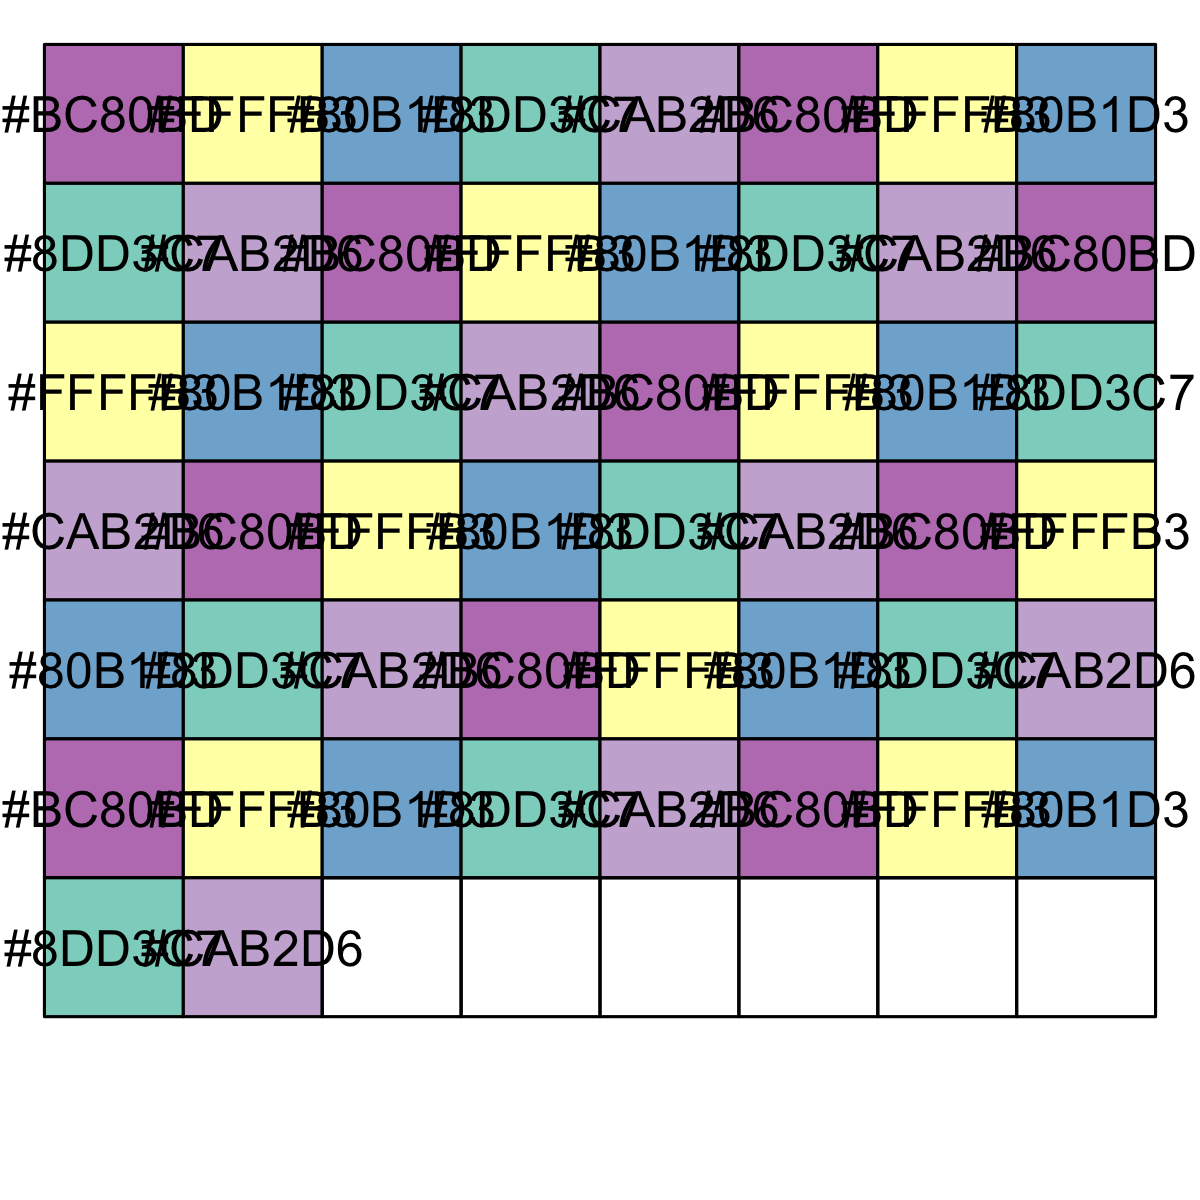 #BC80BD #FFFFB3 #80B1D3 #8DD3C7 #CAB2D6 #BC80BD #FFFFB3 #80B1D3
#8DD3C7 #CAB2D6 #BC80BD #FFFFB3 #80B1D3 #8DD3C7 #CAB2D6 #BC80BD
#FFFFB3 #80B1D3 #8DD3C7 #CAB2D6 #BC80BD #FFFFB3 #80B1D3 #8DD3C7
#CAB2D6 #BC80BD #FFFFB3 #80B1D3 #8DD3C7 #CAB2D6 #BC80BD #FFFFB3
#80B1D3 #8DD3C7 #CAB2D6 #BC80BD #FFFFB3 #80B1D3 #8DD3C7 #CAB2D6
#BC80BD #FFFFB3 #80B1D3 #8DD3C7 #CAB2D6 #BC80BD #FFFFB3 #80B1D3
#8DD3C7 #CAB2D6